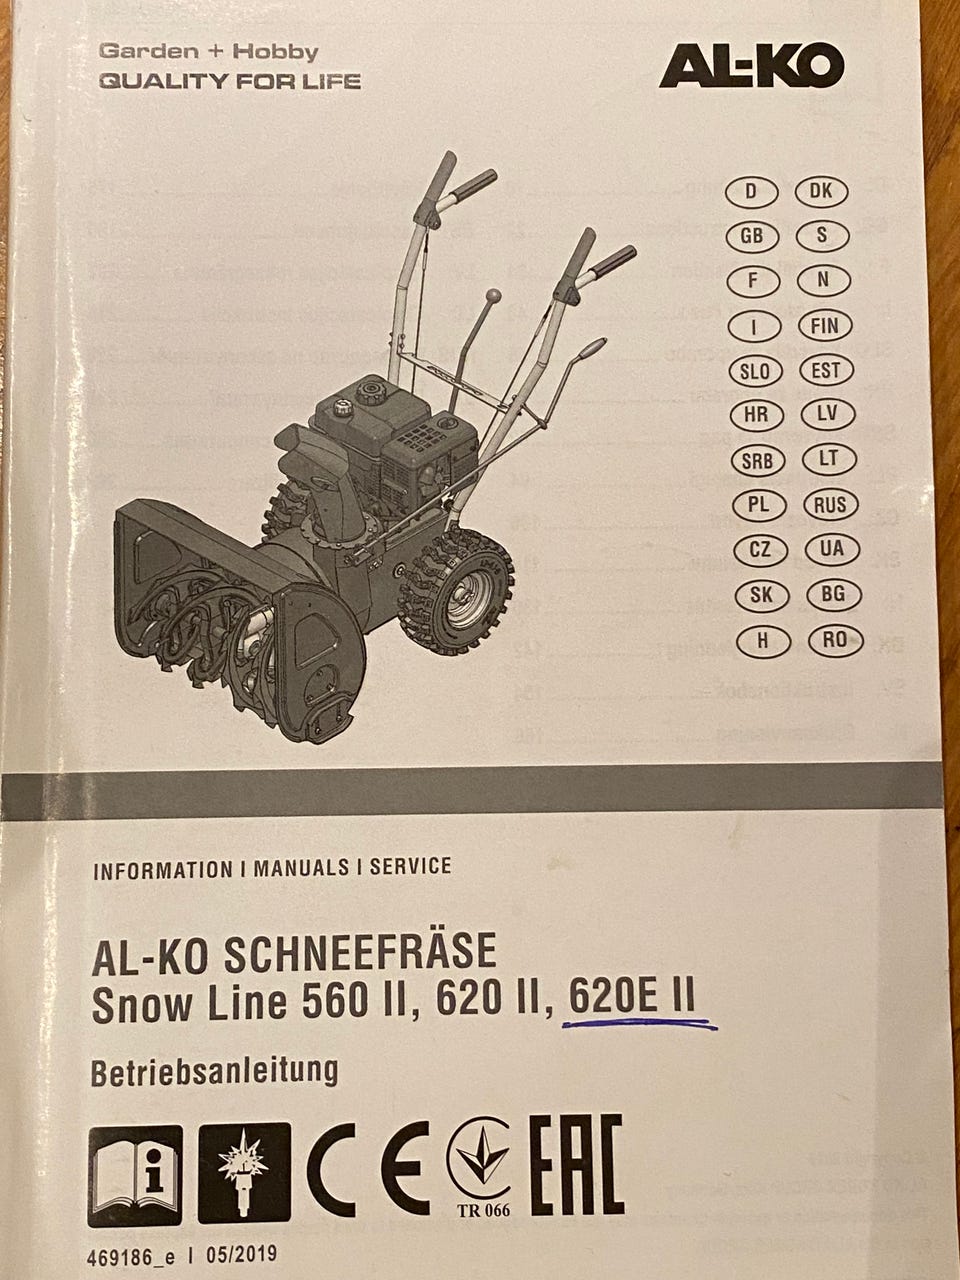 Garden + Hobby
QUALITY FOR LIFE
AL-KO
D DK
GB S
F N
I FIN
SLO EST
HR LV
SRB LT
PL RUS
CZ UA
SK BG
H RO
INFORMATION I MANUALS I SERVICE
AL-KO SCHNEEFRÄSE
Snow Line 560 II, 620 II, 620E II
Betriebsanleitung
i
CE
TR 066
EAC
469186_e I 05/2019